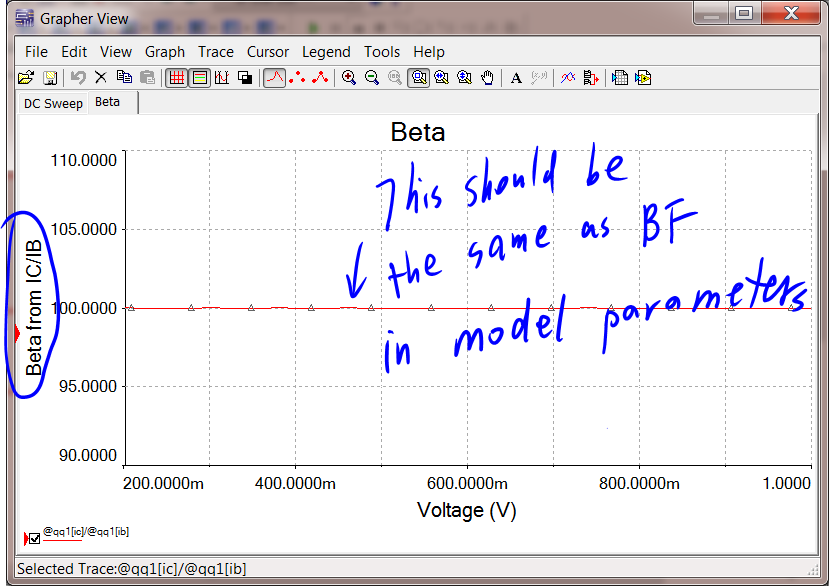 Grapher View
File Edit View Graph Trace Cursor Legend Tools Help
DC Sweep Beta
Beta
110.0000
105.0000
100.0000
95.0000
90.0000
Beta from IC/IB
This should be
the same as BF
in model parameters
200.0000m 400.0000m 600.0000m 800.0000m 1.0000
Voltage (V)
@qq1[ic]/@qq1[ib]
Selected Trace:@qq1[ic]/@qq1[ib]